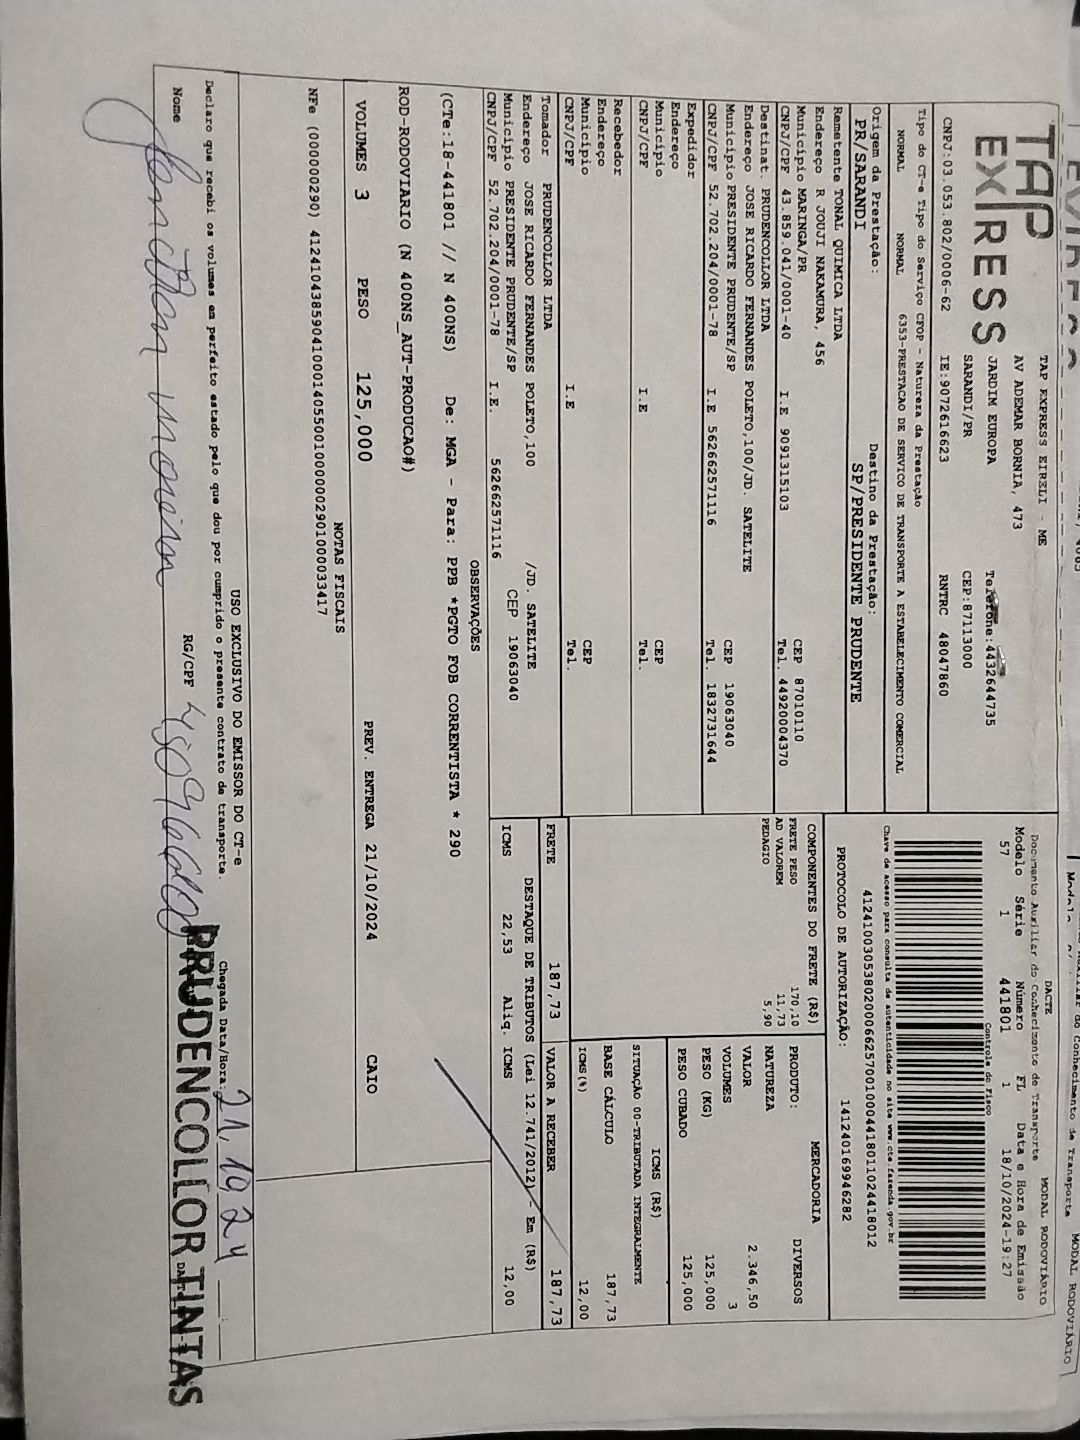 TAP EXPRESS
TAP EXPRESS EIRELI - ME
AV ADEMAR BORNIA, 473
JARDIM EUROPA Telefone:4432644735
SARANDI/PR CEP:87113000
CNPJ:03.053.802/0006-62 IE:9072616623 RNTRC 48047860
Tipo do CT-e Tipo do Serviço CFOP - Natureza da Prestação
NORMAL NORMAL 6353-PRESTACAO DE SERVICO DE TRANSPORTE A ESTABELECIMENTO COMERCIAL
Origem da Prestação: Destino da Prestação:
PR/SARANDI SP/PRESIDENTE PRUDENTE
Remetente TONAL QUIMICA LTDA
Endereço R JOUJI NAKAMURA, 456
Municipio MARINGA/PR CEP 87010110
CNPJ/CPF 43.859.041/0001-40 I.E 9091315103 Tel. 44920004370
Destinat. PRUDENCOLLOR LTDA
Endereço JOSE RICARDO FERNANDES POLETO,100/JD. SATELITE
Municipio PRESIDENTE PRUDENTE/SP CEP 19063040
CNPJ/CPF 52.702.204/0001-78 I.E 562662571116 Tel. 1832731644
Expedidor
Endereço
Municipio CEP
CNPJ/CPF I.E Tel.
Recebedor
Endereço
Municipio CEP
CNPJ/CPF I.E Tel.
Tomador PRUDENCOLLOR LTDA
Endereço JOSE RICARDO FERNANDES POLETO,100 /JD. SATELITE
Municipio PRESIDENTE PRUDENTE/SP CEP 19063040
CNPJ/CPF 52.702.204/0001-78 I.E. 562662571116
DACTE MODAL RODOVIÁRIO
Documento Auxiliar do Conhecimento de Transporte
Modelo Série Número FL Data e Hora de Emissão
57 1 441801 1 18/10/2024-19:27
Controle do Fisco
Chave de acesso para consulta de autenticidade no site www.cte.fazenda.gov.br
41241003053802000662570010004418011024418012
PROTOCOLO DE AUTORIZAÇÃO: 141240169946282
COMPONENTES DO FRETE (R$)
FRETE PESO 170,10
AD VALOREM 11,73
PEDAGIO 5,90
MERCADORIA
PRODUTO: DIVERSOS
NATUREZA
VALOR 2.346,50
VOLUMES 3
PESO (KG) 125,000
PESO CUBADO 125,000
ICMS (R$)
SITUAÇÃO 00-TRIBUTADA INTEGRALMENTE
BASE CÁLCULO 187,73
ICMS(%) 12,00
FRETE 187,73 VALOR A RECEBER 187,73
DESTAQUE DE TRIBUTOS (Lei 12.741/2012) - Em (R$)
ICMS 22,53 Aliq. ICMS 12,00
OBSERVAÇÕES
(CTe:18-441801 // N 400NS) De: MGA - Para: PPB *PGTO FOB CORRENTISTA * 290
ROD-RODOVIARIO (N 400NS_AUT-PRODUCAO#)
VOLUMES 3 PESO 125,000 PREV. ENTREGA 21/10/2024 CAIO
NOTAS FISCAIS
NFe (000000290) 41241043859041000140550010000002901000033417
USO EXCLUSIVO DO EMISSOR DO CT-e
Declaro que recebi os volumes em perfeito estado pelo que dou por cumprido o presente contrato de transporte.
Chegada Data/Hora: 21.10.24
Nome RG/CPF
PRUDENCOLLOR TINTAS